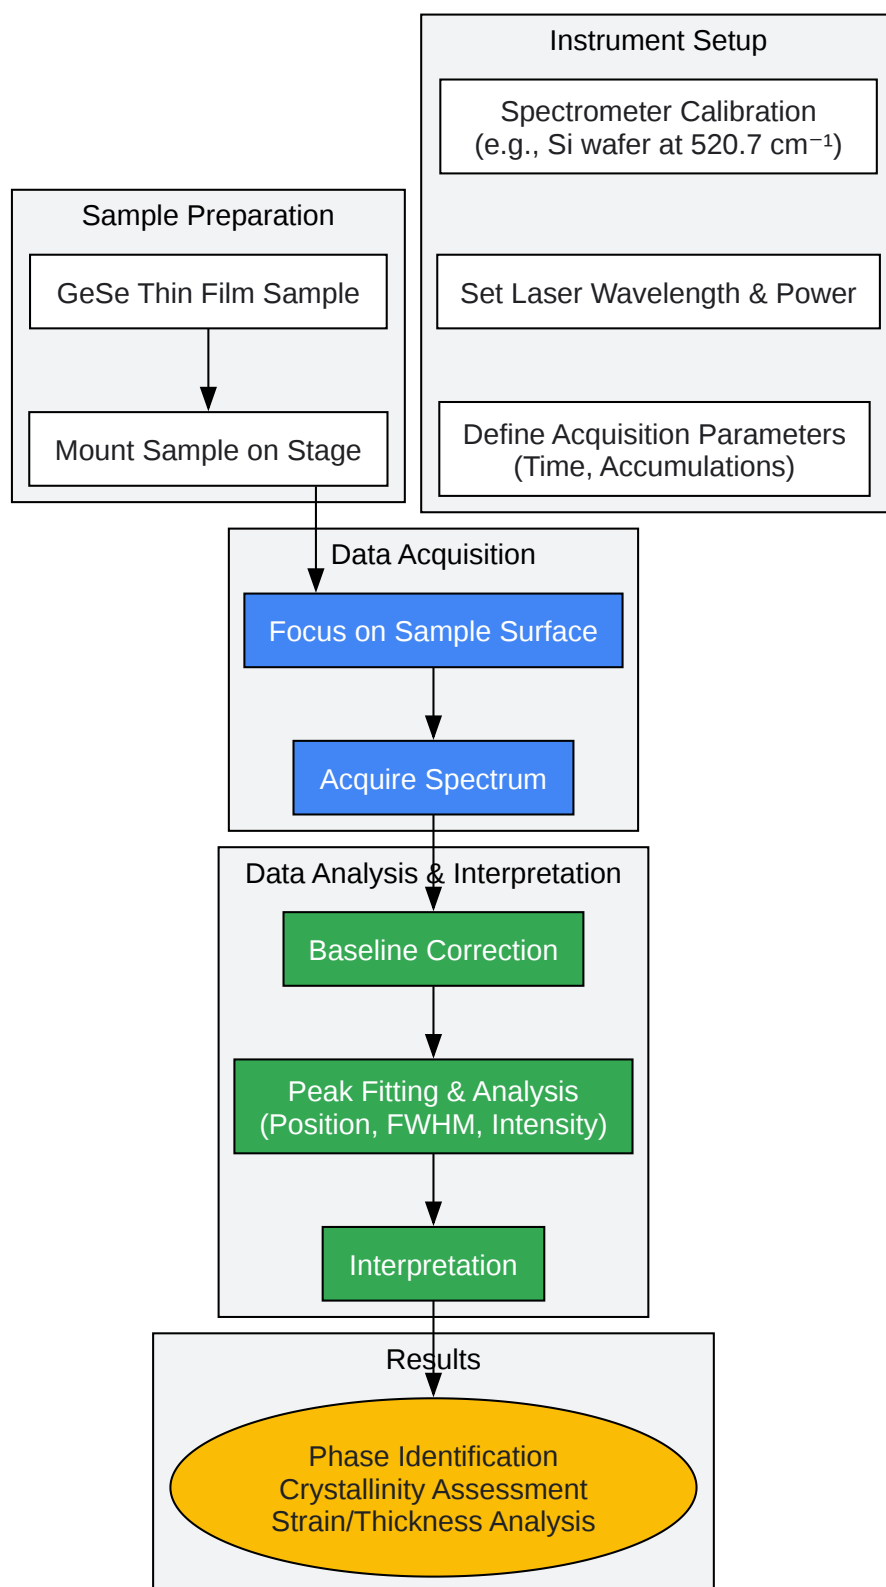 Instrument Setup
Spectrometer Calibration
(e.g., Si wafer at 520.7 cm⁻¹)
Set Laser Wavelength & Power
Define Acquisition Parameters
(Time, Accumulations)
Sample Preparation
GeSe Thin Film Sample
Mount Sample on Stage
Data Acquisition
Focus on Sample Surface
Acquire Spectrum
Data Analysis & Interpretation
Baseline Correction
Peak Fitting & Analysis
(Position, FWHM, Intensity)
Interpretation
Results
Phase Identification
Crystallinity Assessment
Strain/Thickness Analysis